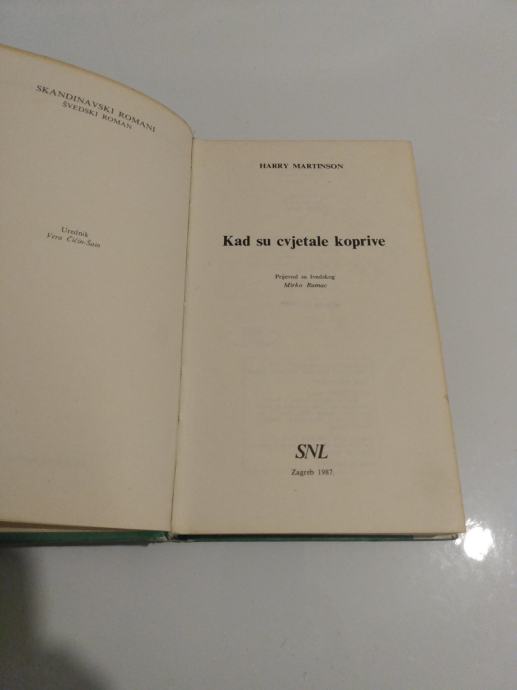 SKANDINAVSKI ROMANI
ŠVEDSKI ROMAN
Urednik
Vera Čičin-Šain
HARRY MARTINSON
Kad su cvjetale koprive
Prijevod sa švedskog
Mirko Rumac
SNL
Zagreb 1987.